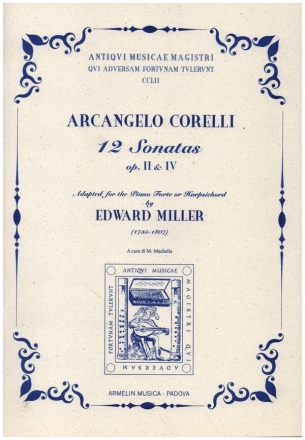 ANTIQVI MUSICAE MAGISTRI
QVI ADVERSAM FORTVNAM TVLERVNT
CCLII
ARCANGELO CORELLI
12 Sonatas
op. II & IV
Adapted for the Piano Forte or Harpsichord
by
EDWARD MILLER
(1735-1807)
A cura di M. Machella
ANTIQVI MUSICAE
MAGISTRI QVI
ADVERSAM
FORTVNAM TVLERVNT
ARMELIN MUSICA - PADOVA